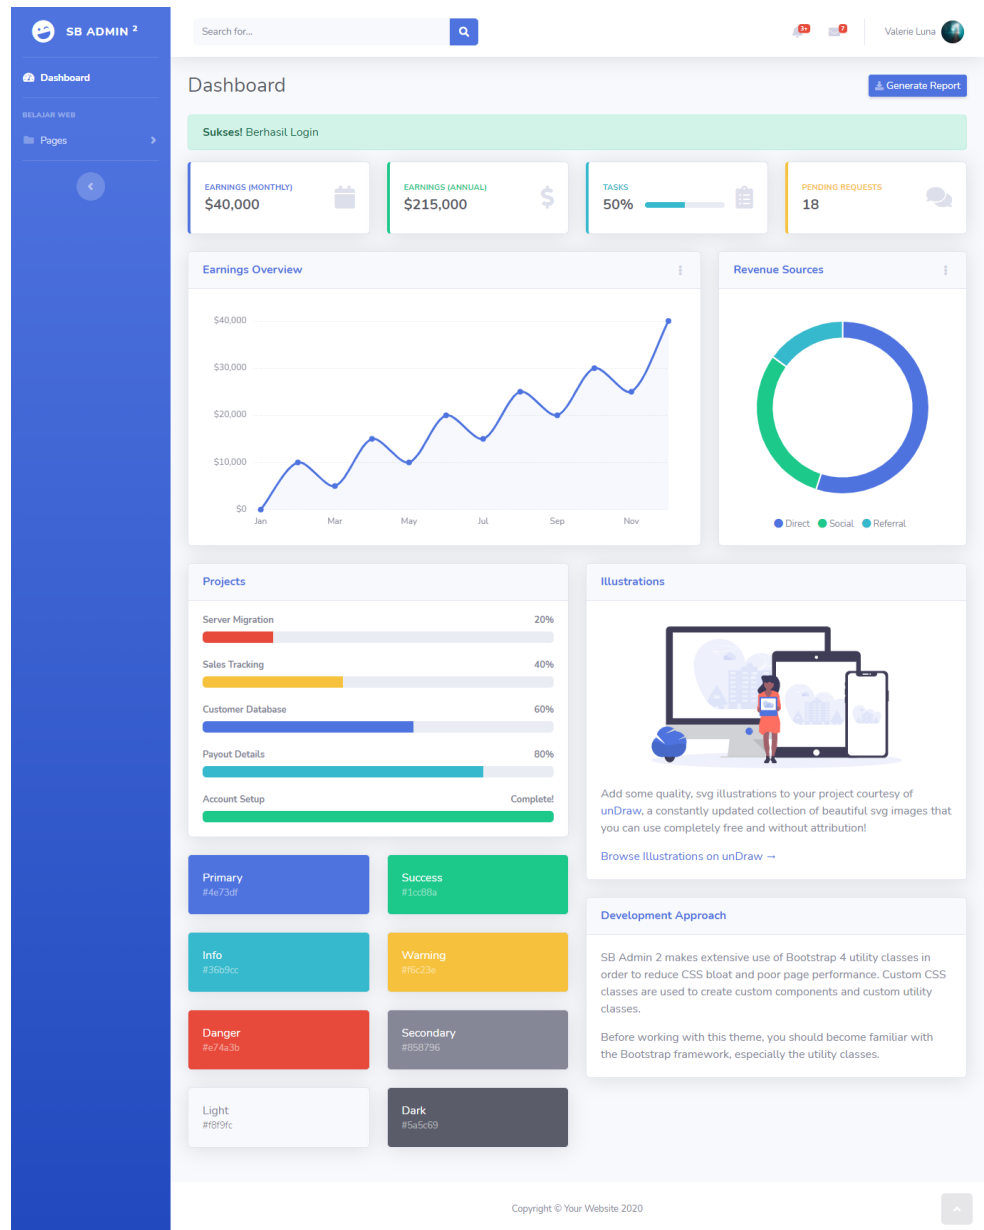 SB ADMIN 2
Search for...
3+
7
Valerie Luna
Dashboard
BELAJAR WEB
Pages
Dashboard
Generate Report
Sukses! Berhasil Login
EARNINGS (MONTHLY)
$40,000
EARNINGS (ANNUAL)
$215,000
TASKS
50%
PENDING REQUESTS
18
Earnings Overview
$40,000
$30,000
$20,000
$10,000
$0
Jan Mar May Jul Sep Nov
Revenue Sources
Direct Social Referral
Projects
Server Migration 20%
Sales Tracking 40%
Customer Database 60%
Payout Details 80%
Account Setup Complete!
Illustrations
Add some quality, svg illustrations to your project courtesy of
unDraw, a constantly updated collection of beautiful svg images that
you can use completely free and without attribution!
Browse Illustrations on unDraw →
Primary
#4e73df
Success
#1cc88a
Info
#36b9cc
Warning
#f6c23e
Danger
#e74a3b
Secondary
#858796
Light
#f8f9fc
Dark
#5a5c69
Development Approach
SB Admin 2 makes extensive use of Bootstrap 4 utility classes in
order to reduce CSS bloat and poor page performance. Custom CSS
classes are used to create custom components and custom utility
classes.
Before working with this theme, you should become familiar with
the Bootstrap framework, especially the utility classes.
Copyright © Your Website 2020